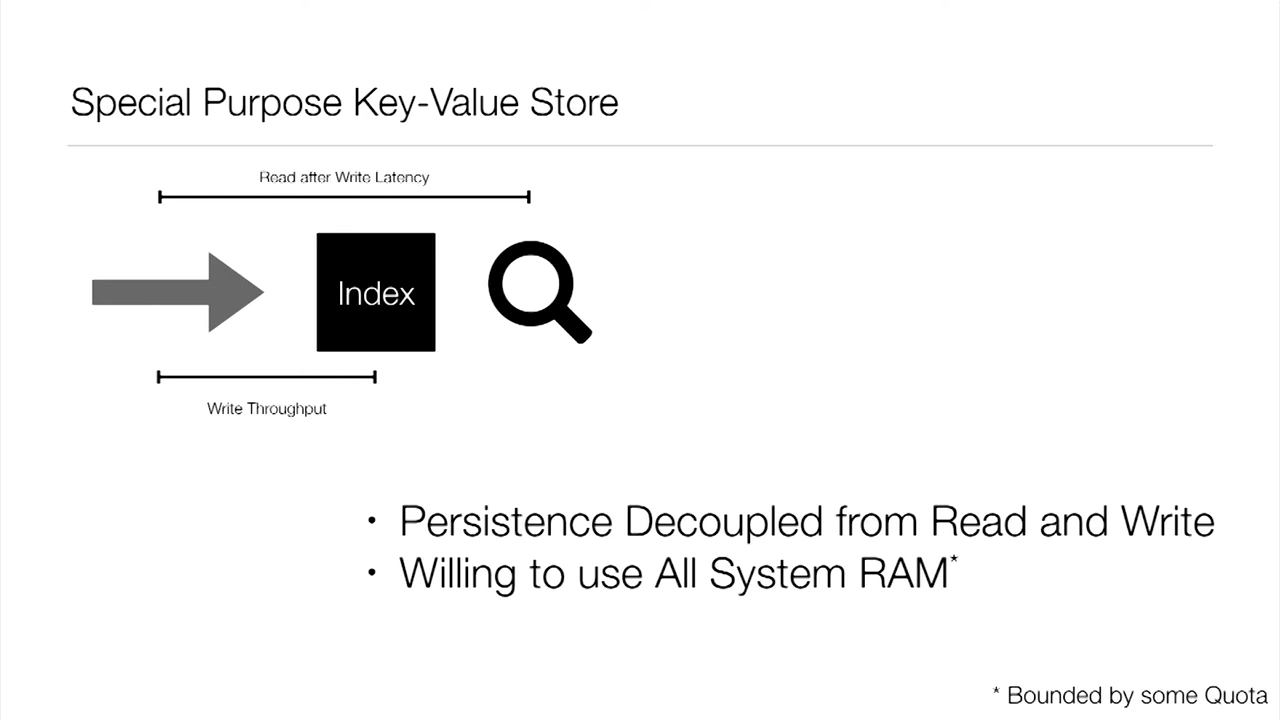 Special Purpose Key-Value Store
Read after Write Latency
Index
Write Throughput
• Persistence Decoupled from Read and Write
• Willing to use All System RAM*
* Bounded by some Quota